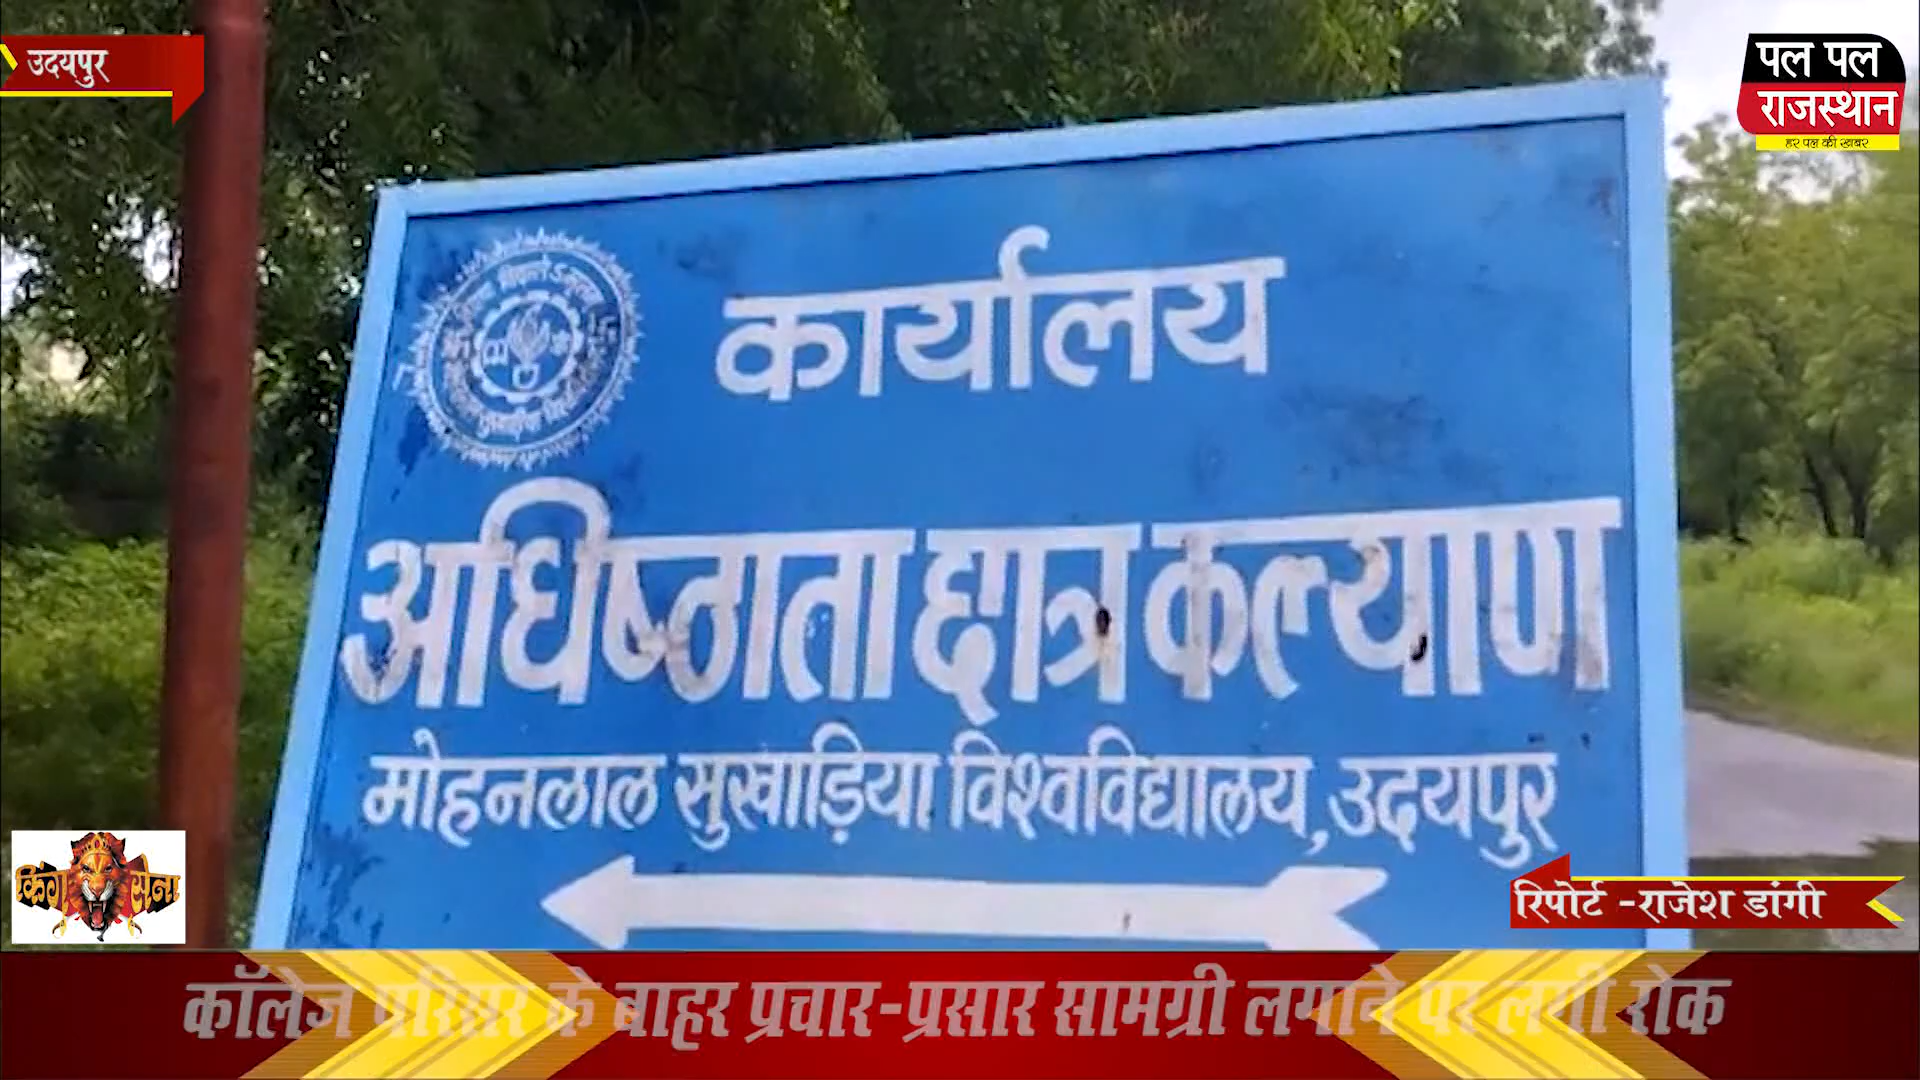 उदयपुर
पल पल
राजस्थान
हर पल की खबर
कार्यालय
अधिष्ठाता छात्र कल्याण
मोहनलाल सुखाड़िया विश्वविद्यालय, उदयपुर
किंग सेना
रिपोर्ट -राजेश डांगी
कॉलेज परिसर के बाहर प्रचार-प्रसार सामग्री लगाने पर लगी रोक